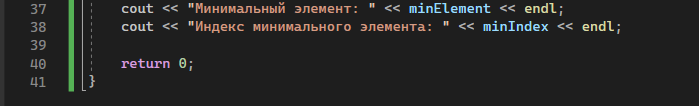 37 cout << "Минимальный элемент: " << minElement << endl;
38 cout << "Индекс минимального элемента: " << minIndex << endl;
39
40 return 0;
41 }